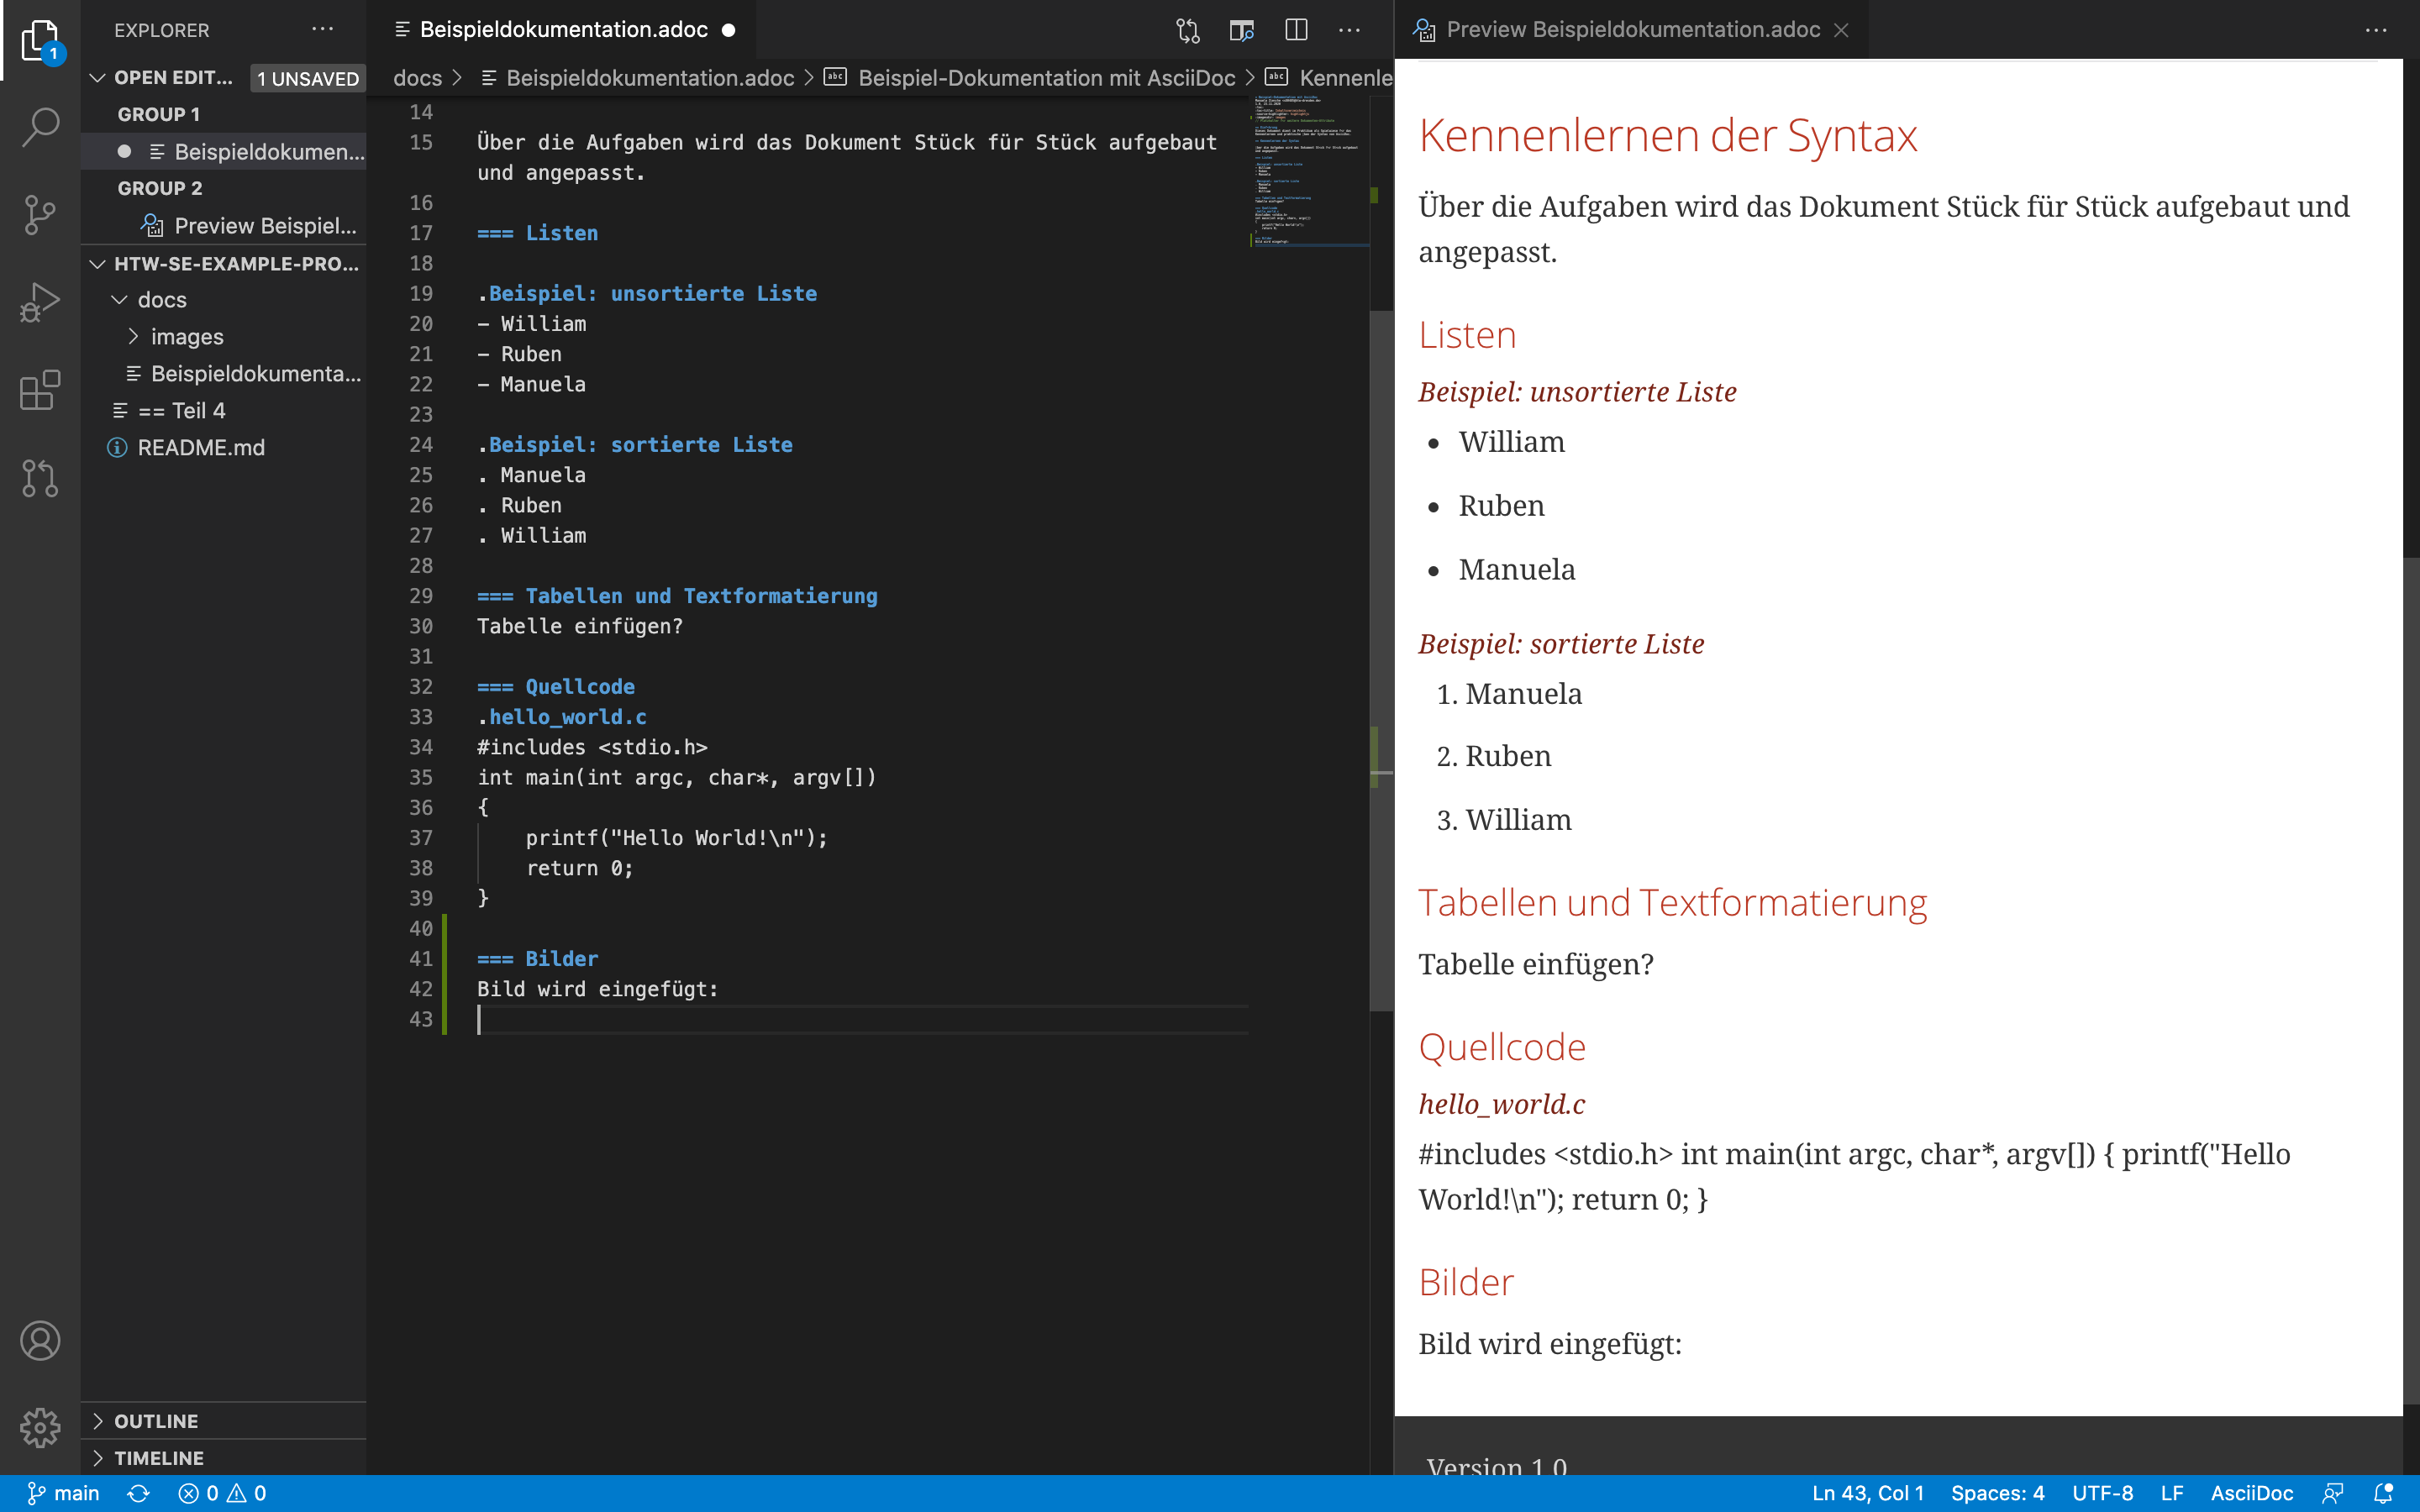 EXPLORER
OPEN EDIT... 1 UNSAVED
GROUP 1
Beispieldokumen...
GROUP 2
Preview Beispiel...
HTW-SE-EXAMPLE-PRO...
docs
images
Beispieldokumenta...
== Teil 4
README.md
OUTLINE
TIMELINE
1
Beispieldokumentation.adoc
docs > Beispieldokumentation.adoc > Beispiel-Dokumentation mit AsciiDoc > Kennenle
14
15 Über die Aufgaben wird das Dokument Stück für Stück aufgebaut
und angepasst.
16
17 === Listen
18
19 .Beispiel: unsortierte Liste
20 - William
21 - Ruben
22 - Manuela
23
24 .Beispiel: sortierte Liste
25 . Manuela
26 . Ruben
27 . William
28
29 === Tabellen und Textformatierung
30 Tabelle einfügen?
31
32 === Quellcode
33 .hello_world.c
34 #includes <stdio.h>
35 int main(int argc, char*, argv[])
36 {
37 printf("Hello World!\n");
38 return 0;
39 }
40
41 === Bilder
42 Bild wird eingefügt:
43
Preview Beispieldokumentation.adoc
Kennenlernen der Syntax
Über die Aufgaben wird das Dokument Stück für Stück aufgebaut und
angepasst.
Listen
Beispiel: unsortierte Liste
• William
• Ruben
• Manuela
Beispiel: sortierte Liste
1. Manuela
2. Ruben
3. William
Tabellen und Textformatierung
Tabelle einfügen?
Quellcode
hello_world.c
#includes <stdio.h> int main(int argc, char*, argv[]) { printf("Hello
World!\n"); return 0; }
Bilder
Bild wird eingefügt:
Version 1.0
main 0 0
Ln 43, Col 1 Spaces: 4 UTF-8 LF AsciiDoc